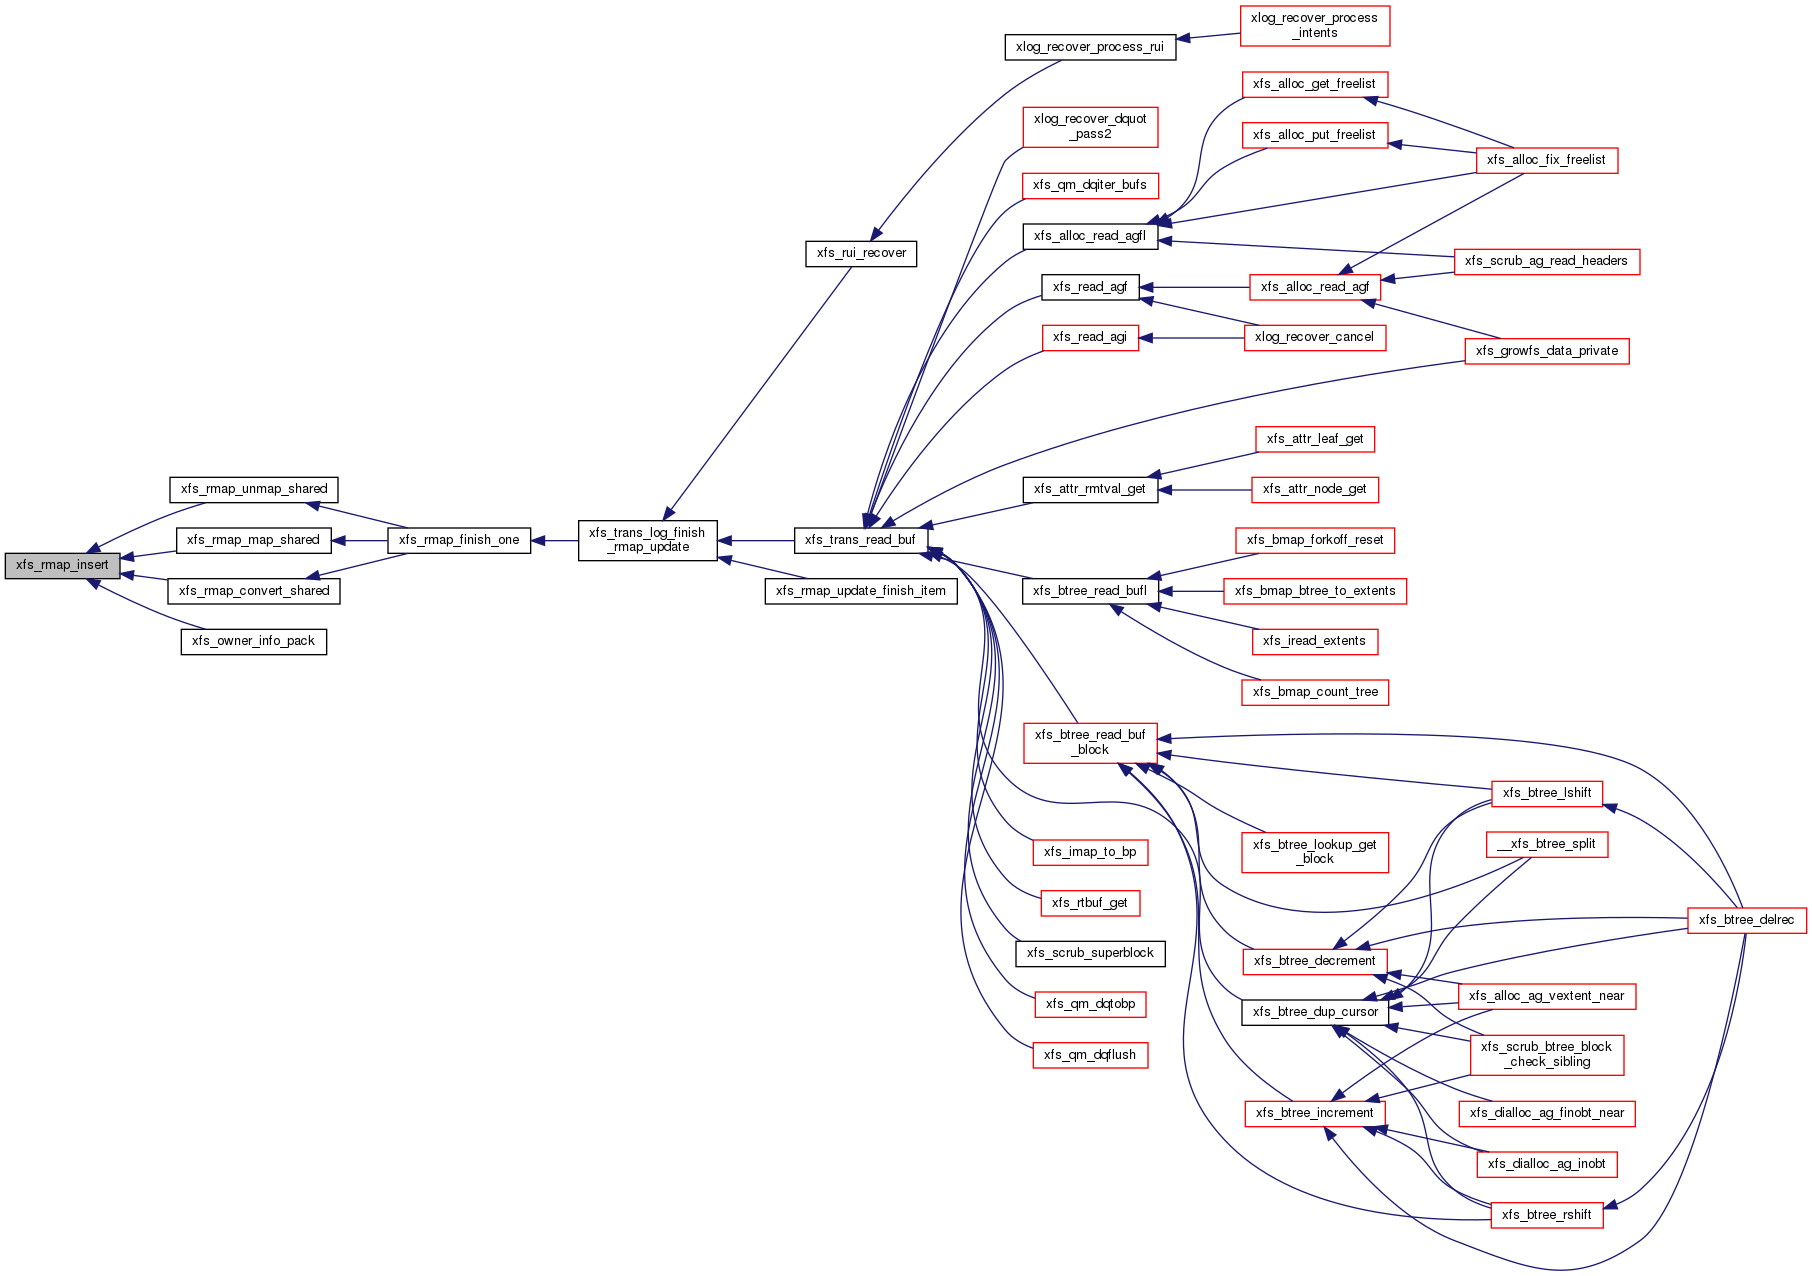 xfs_rmap_insert
xfs_rmap_unmap_shared
xfs_rmap_map_shared
xfs_rmap_convert_shared
xfs_owner_info_pack
xfs_rmap_finish_one
xfs_trans_log_finish
_rmap_update
xfs_rui_recover
xfs_trans_read_buf
xfs_rmap_update_finish_item
xlog_recover_process_rui
xlog_recover_dquot
_pass2
xfs_qm_dqiter_bufs
xfs_alloc_read_agfl
xfs_read_agf
xfs_read_agi
xfs_attr_rmtval_get
xfs_btree_read_bufl
xfs_btree_read_buf
_block
xfs_imap_to_bp
xfs_rtbuf_get
xfs_scrub_superblock
xfs_qm_dqtobp
xfs_qm_dqflush
xlog_recover_process
_intents
xfs_alloc_get_freelist
xfs_alloc_put_freelist
xfs_alloc_read_agf
xlog_recover_cancel
xfs_attr_leaf_get
xfs_attr_node_get
xfs_bmap_forkoff_reset
xfs_bmap_btree_to_extents
xfs_iread_extents
xfs_bmap_count_tree
xfs_btree_lookup_get
_block
xfs_btree_decrement
xfs_btree_dup_cursor
xfs_btree_increment
xfs_alloc_fix_freelist
xfs_scrub_ag_read_headers
xfs_growfs_data_private
xfs_btree_lshift
__xfs_btree_split
xfs_alloc_ag_vextent_near
xfs_scrub_btree_block
_check_sibling
xfs_dialloc_ag_finobt_near
xfs_dialloc_ag_inobt
xfs_btree_rshift
xfs_btree_delrec